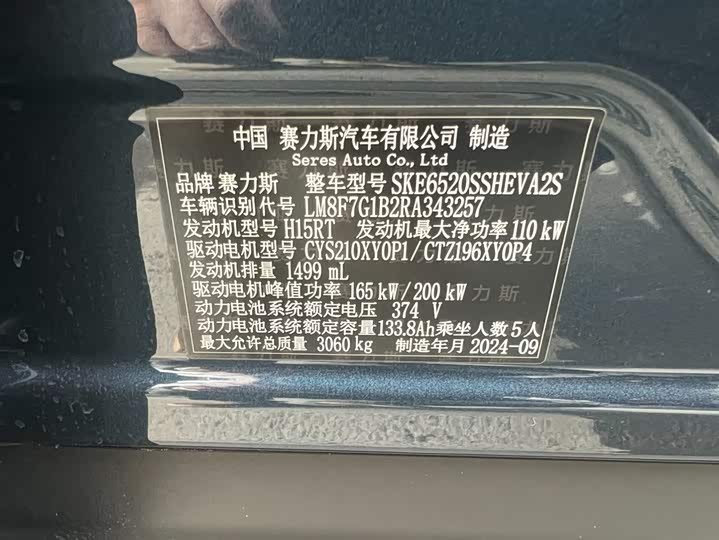 中国 赛力斯汽车有限公司 制造
Seres Auto Co., Ltd
品牌 赛力斯 整车型号 SKE6520SSHEVA2S
车辆识别代号 LM8F7G1B2RA343257
发动机型号 H15RT 发动机最大净功率 110 kW
驱动电机型号 CYS210XY0P1/CTZ196XY0P4
发动机排量 1499 mL
驱动电机峰值功率 165 kW/200 kW
动力电池系统额定电压 374 V
动力电池系统额定容量133.8Ah乘坐人数5人
最大允许总质量 3060 kg 制造年月 2024-09